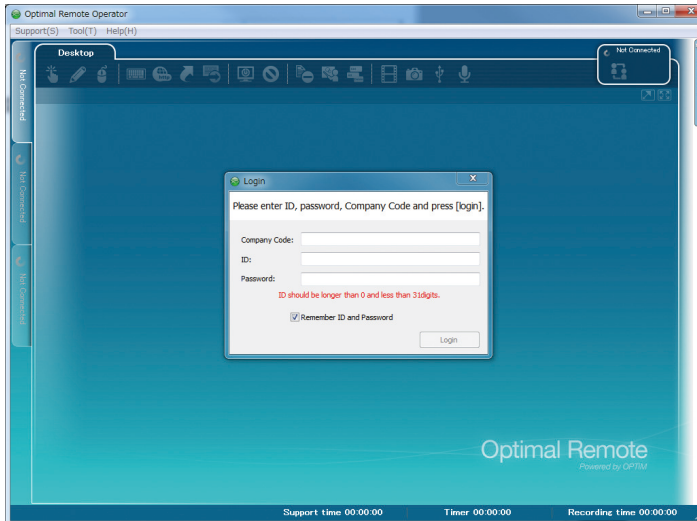 Optimal Remote Operator
Support(S) Tool(T) Help(H)
Desktop
Not Connected
Not Connected
Not Connected
Not Connected
Login
X
Please enter ID, password, Company Code and press [login].
Company Code:
ID:
Password:
ID should be longer than 0 and less than 31digits.
Remember ID and Password
Login
Optimal Remote
Powered by OPTiM
Support time 00:00:00 Timer 00:00:00 Recording time 00:00:00